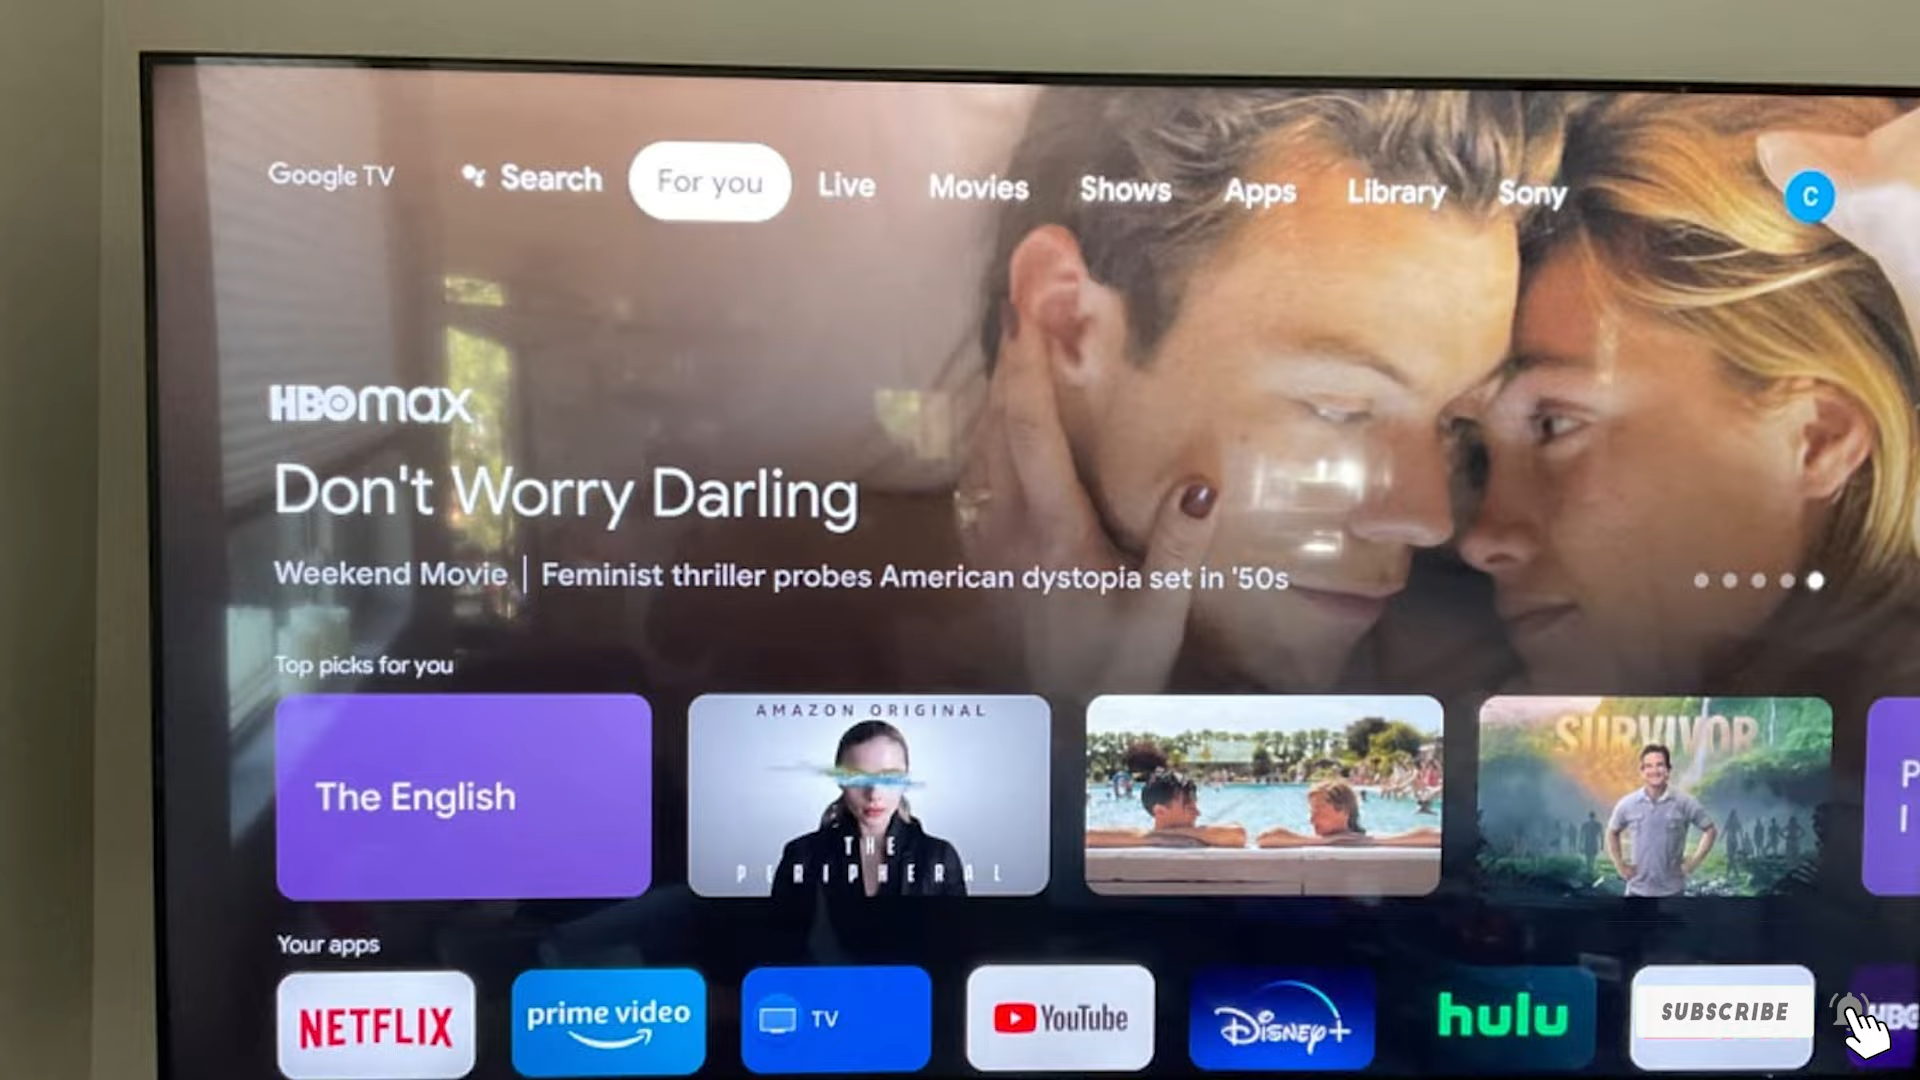 Google TV Search For you Live Movies Shows Apps Library Sony C
HBOmax
Don't Worry Darling
Weekend Movie | Feminist thriller probes American dystopia set in '50s
Top picks for you
The English
AMAZON ORIGINAL
THE
PERIPHERAL
SURVIVOR
P
I
Your apps
NETFLIX
prime video
TV
YouTube
Disney+
hulu
SUBSCRIBE
HBO